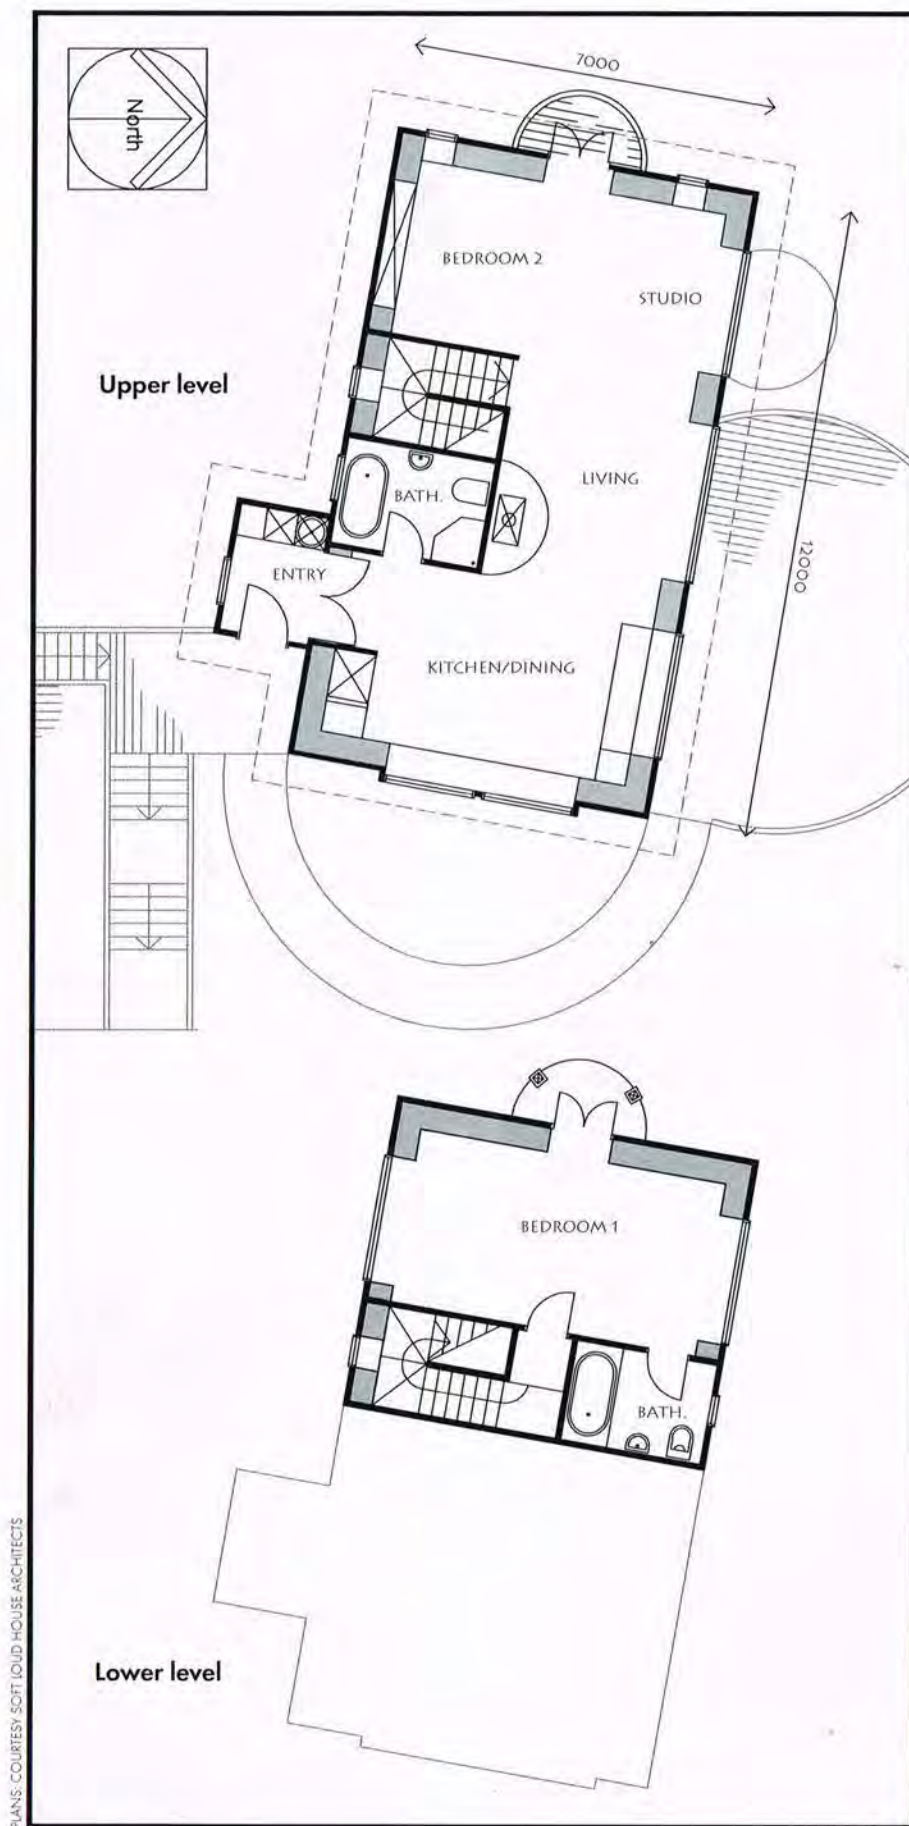 North
7000
BEDROOM 2
STUDIO
Upper level
LIVING
BATH.
12000
ENTRY
KITCHEN/DINING
BEDROOM 1
BATH.
Lower level
PLANS: COURTESY SOFT LOUD HOUSE ARCHITECTS